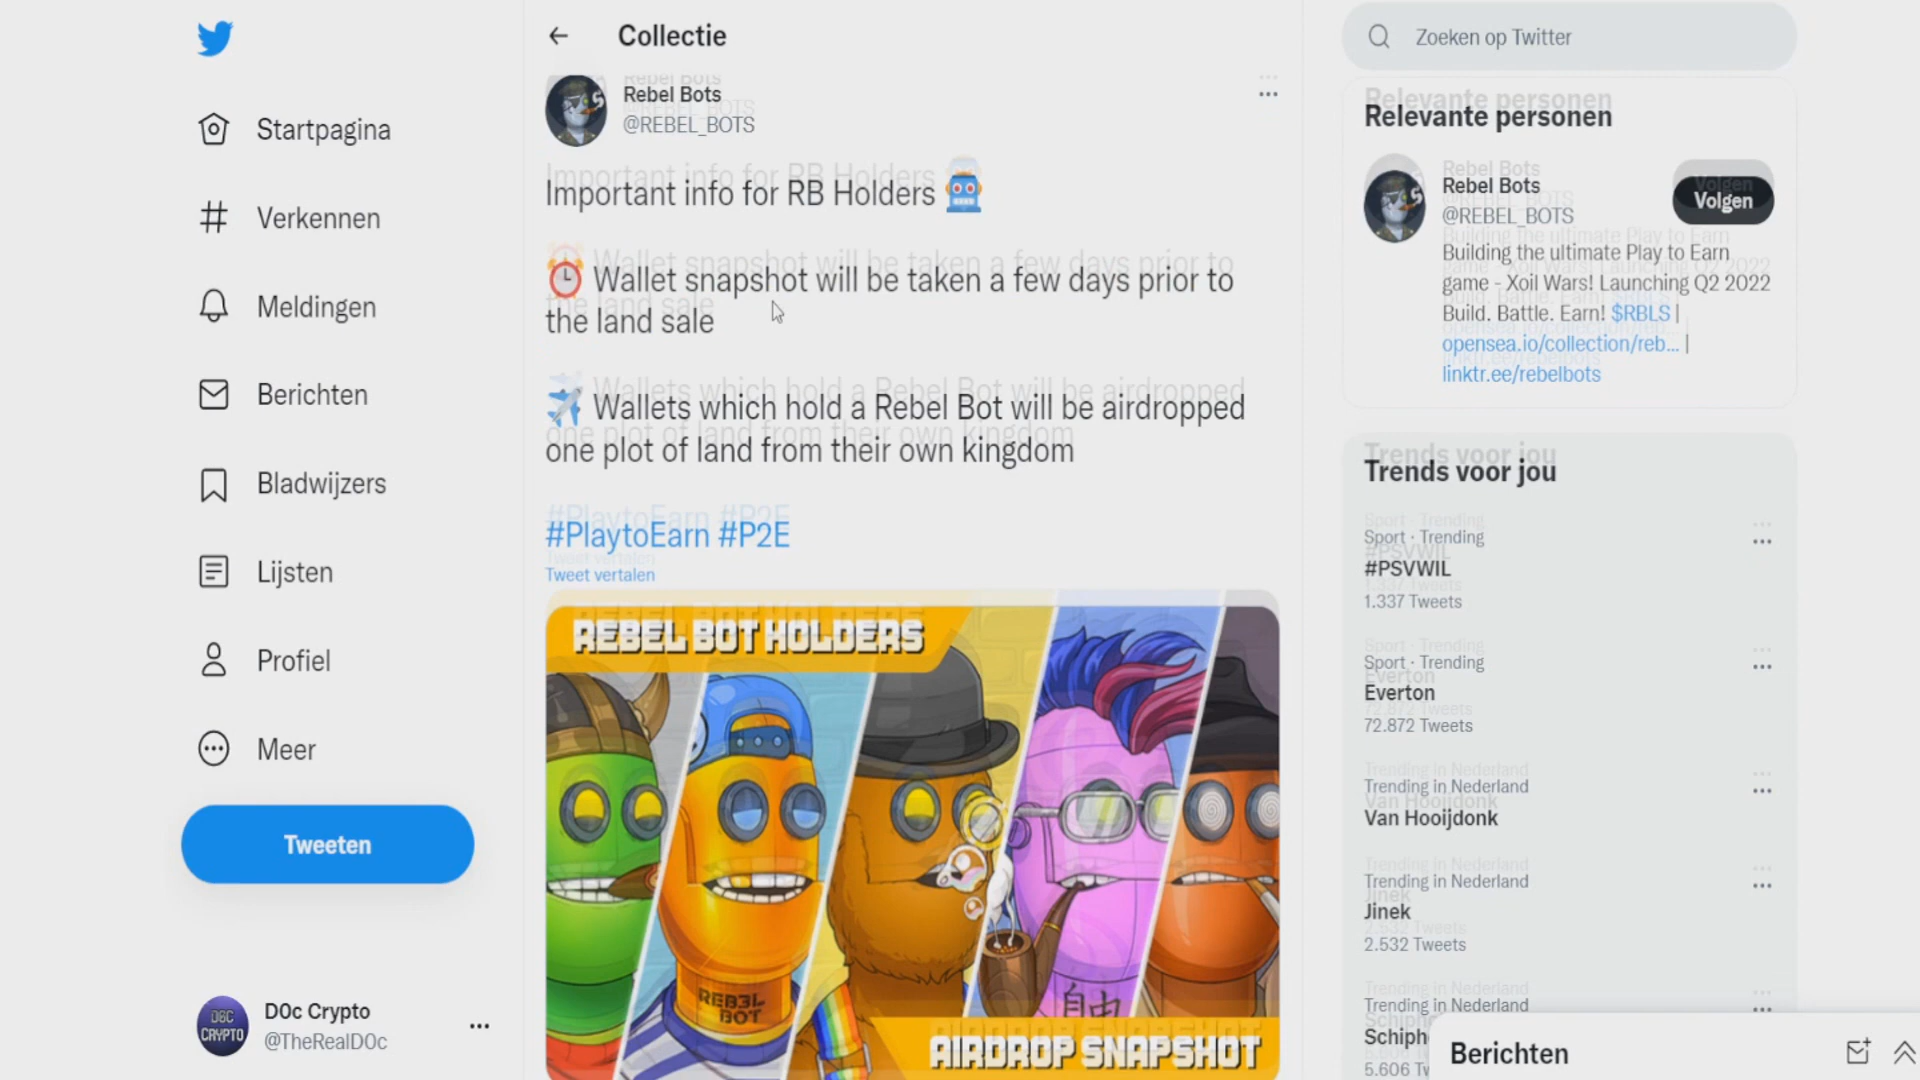 Collectie
Zoeken op Twitter
Startpagina
Verkennen
Meldingen
Berichten
Bladwijzers
Lijsten
Profiel
Meer
Tweeten
D0c Crypto
@TheRealD0c
Rebel Bots
@REBEL_BOTS
Important info for RB Holders
Wallet snapshot will be taken a few days prior to
the land sale
Wallets which hold a Rebel Bot will be airdropped
one plot of land from their own kingdom
#PlaytoEarn #P2E
Tweet vertalen
REBEL BOT HOLDERS
REB3L
BOT
自由
AIRDROP SNAPSHOT
Relevante personen
Rebel Bots
@REBEL_BOTS
Volgen
Building the ultimate Play to Earn
game - Xoil Wars! Launching Q2 2022
Build. Battle. Earn! $RBLS |
opensea.io/collection/reb... |
linktr.ee/rebelbots
Trends voor jou
Sport · Trending
#PSVWIL
1.337 Tweets
Sport · Trending
Everton
72.872 Tweets
Trending in Nederland
Van Hooijdonk
Trending in Nederland
Jinek
2.532 Tweets
Trending in Nederland
Schiph
5.606 Tw
Berichten